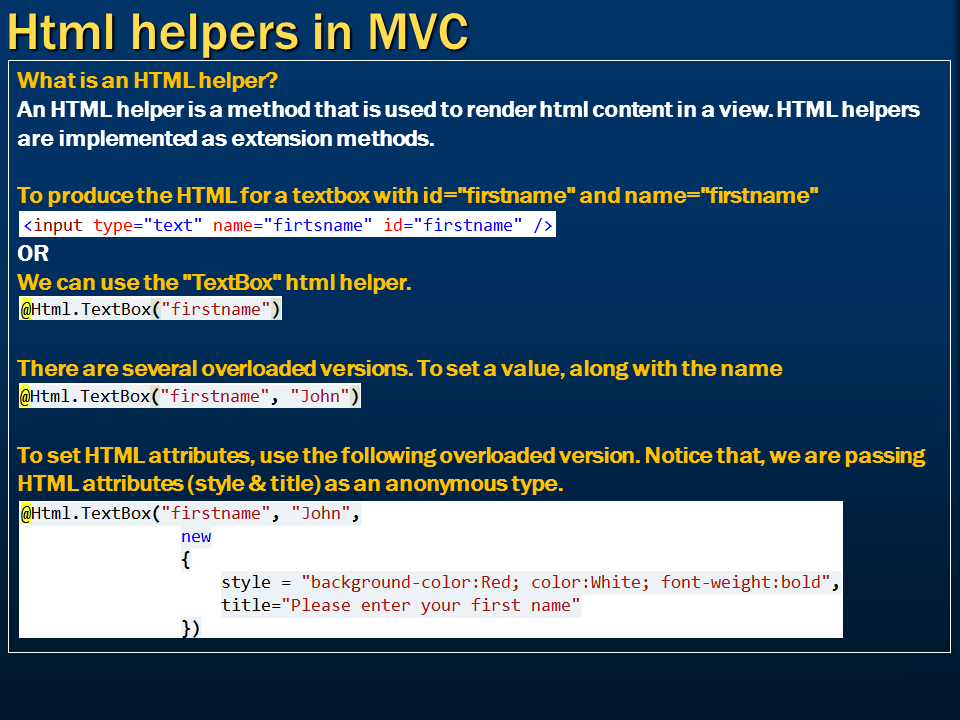 Html helpers in MVC
What is an HTML helper?
An HTML helper is a method that is used to render html content in a view. HTML helpers
are implemented as extension methods.
To produce the HTML for a textbox with id="firstname" and name="firstname"
<input type="text" name="firtsname" id="firstname" />
OR
We can use the "TextBox" html helper.
@Html.TextBox("firstname")
There are several overloaded versions. To set a value, along with the name
@Html.TextBox("firstname", "John")
To set HTML attributes, use the following overloaded version. Notice that, we are passing
HTML attributes (style & title) as an anonymous type.
@Html.TextBox("firstname", "John",
new
{
style = "background-color:Red; color:White; font-weight:bold",
title="Please enter your first name"
})